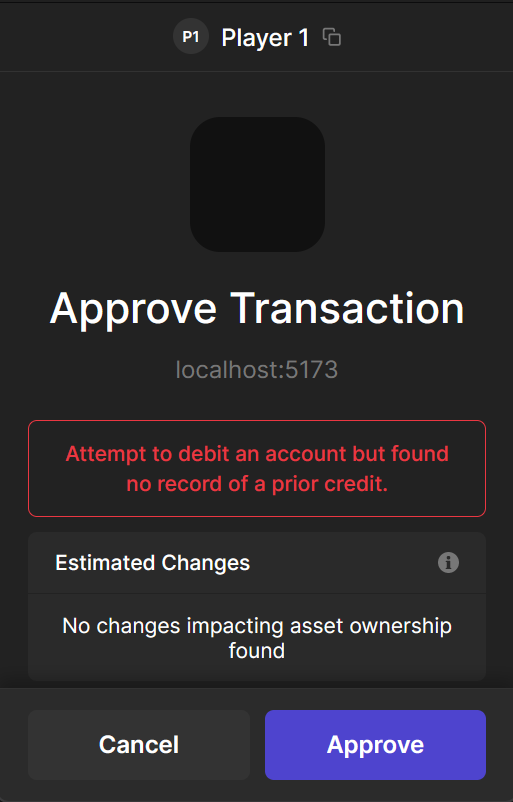 P1 Player 1
Approve Transaction
localhost:5173
Attempt to debit an account but found
no record of a prior credit.
Estimated Changes
No changes impacting asset ownership
found
Cancel Approve